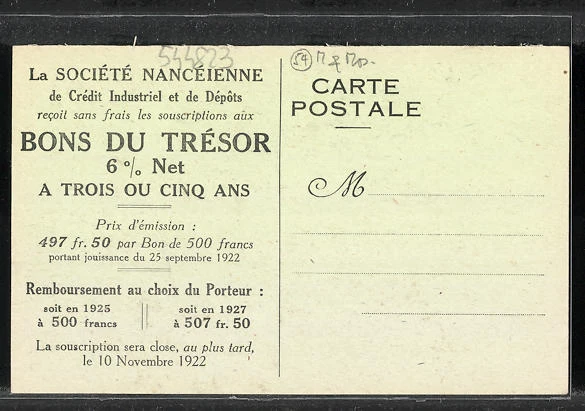 544823
La SOCIÉTÉ NANCÉIENNE
de Crédit Industriel et de Dépôts
reçoit sans frais les souscriptions aux
BONS DU TRÉSOR
6 % Net
A TROIS OU CINQ ANS
Prix d'émission :
497 fr. 50 par Bon de 500 francs
portant jouissance du 25 septembre 1922
Remboursement au choix du Porteur :
soit en 1925
à 500 francs
soit en 1927
à 507 fr. 50
La souscription sera close, au plus tard,
le 10 Novembre 1922
54
CARTE
POSTALE
M